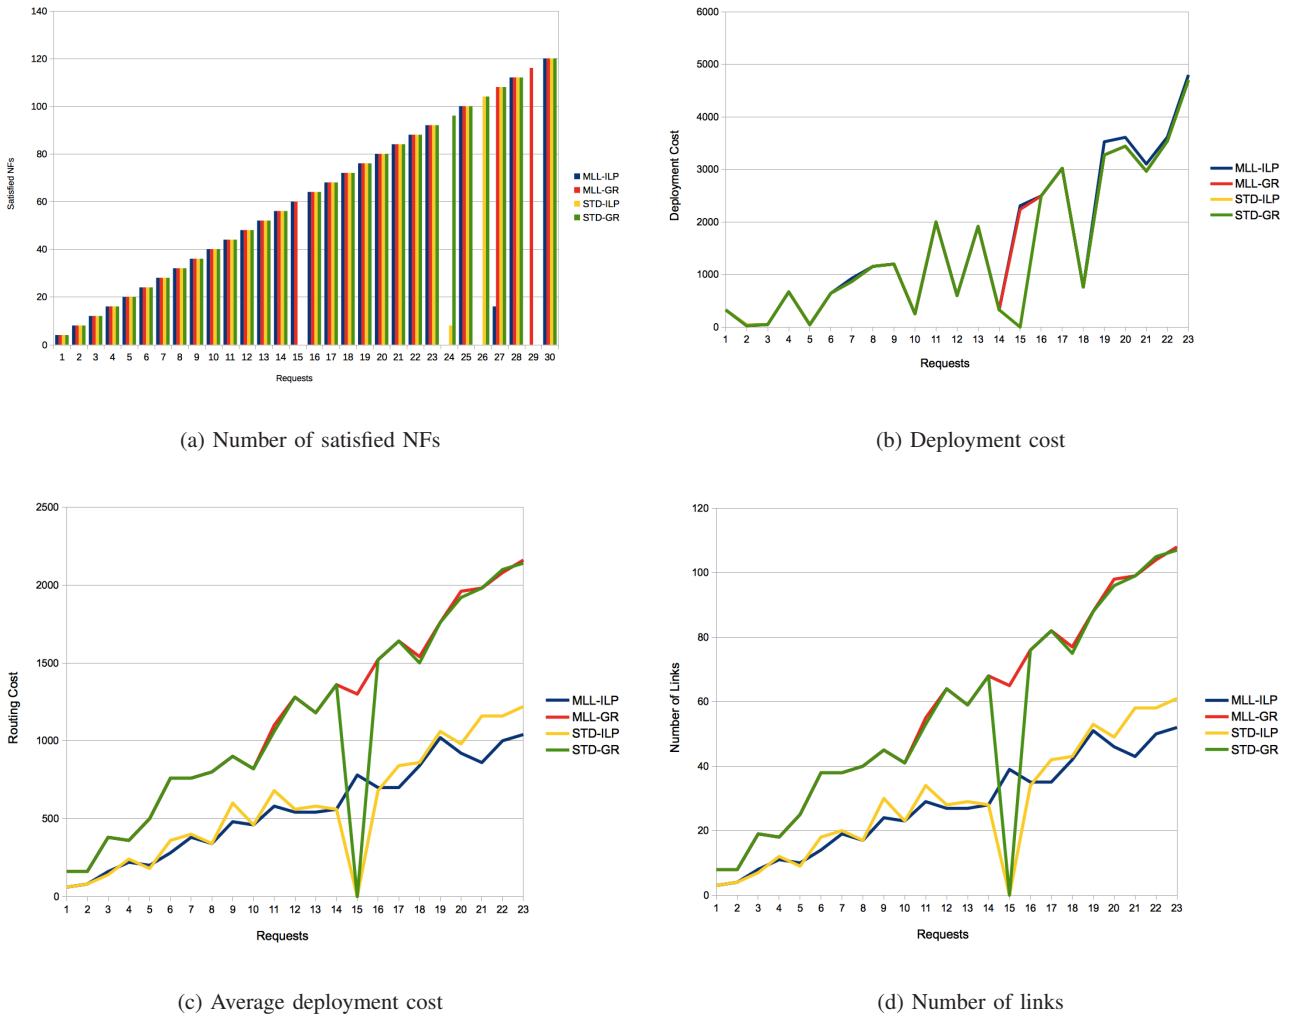 140
120
100
80
60
40
20
0
Satisfied NFs
1 2 3 4 5 6 7 8 9 10 11 12 13 14 15 16 17 18 19 20 21 22 23 24 25 26 27 28 29 30
Requests
MLL-ILP
MLL-GR
STD-ILP
STD-GR
(a) Number of satisfied NFs
6000
5000
4000
3000
2000
1000
0
Deployment Cost
1 2 3 4 5 6 7 8 9 10 11 12 13 14 15 16 17 18 19 20 21 22 23
Requests
MLL-ILP
MLL-GR
STD-ILP
STD-GR
(b) Deployment cost
2500
2000
1500
1000
500
0
Routing Cost
1 2 3 4 5 6 7 8 9 10 11 12 13 14 15 16 17 18 19 20 21 22 23
Requests
MLL-ILP
MLL-GR
STD-ILP
STD-GR
(c) Average deployment cost
120
100
80
60
40
20
0
Number of Links
1 2 3 4 5 6 7 8 9 10 11 12 13 14 15 16 17 18 19 20 21 22 23
Requests
MLL-ILP
MLL-GR
STD-ILP
STD-GR
(d) Number of links